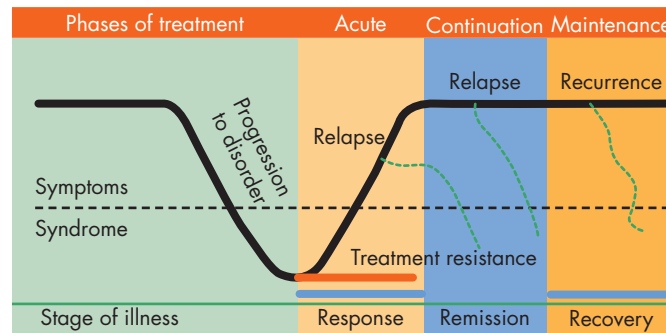 Phases of treatment Acute Continuation Maintenance
Relapse Recurrence
Progression
to disorder
Relapse
Symptoms
Syndrome
Treatment resistance
Stage of illness Response Remission Recovery